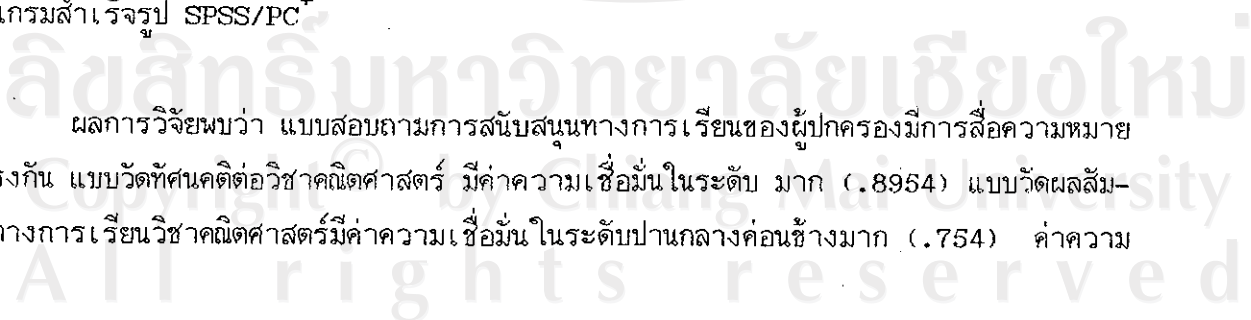 แกรมสำเร็จรูป SPSS/PC+
ลิขสิทธิ์มหาวิทยาลัยเชียงใหม่
ผลการวิจัยพบว่า แบบสอบถามการสนับสนุนทางการเรียนของผู้ปกครองมีการสื่อความหมาย
รงกัน แบบวัดทัศนคติต่อวิชาคณิตศาสตร์ มีค่าความเชื่อมั่นในระดับ มาก (.8954) แบบวัดผลสัม-
Copyright © by Chiang Mai University
ทางการเรียนวิชาคณิตศาสตร์มีค่าความเชื่อมั่นในระดับปานกลางค่อนข้างมาก (.754) ค่าความ
All rights reserved